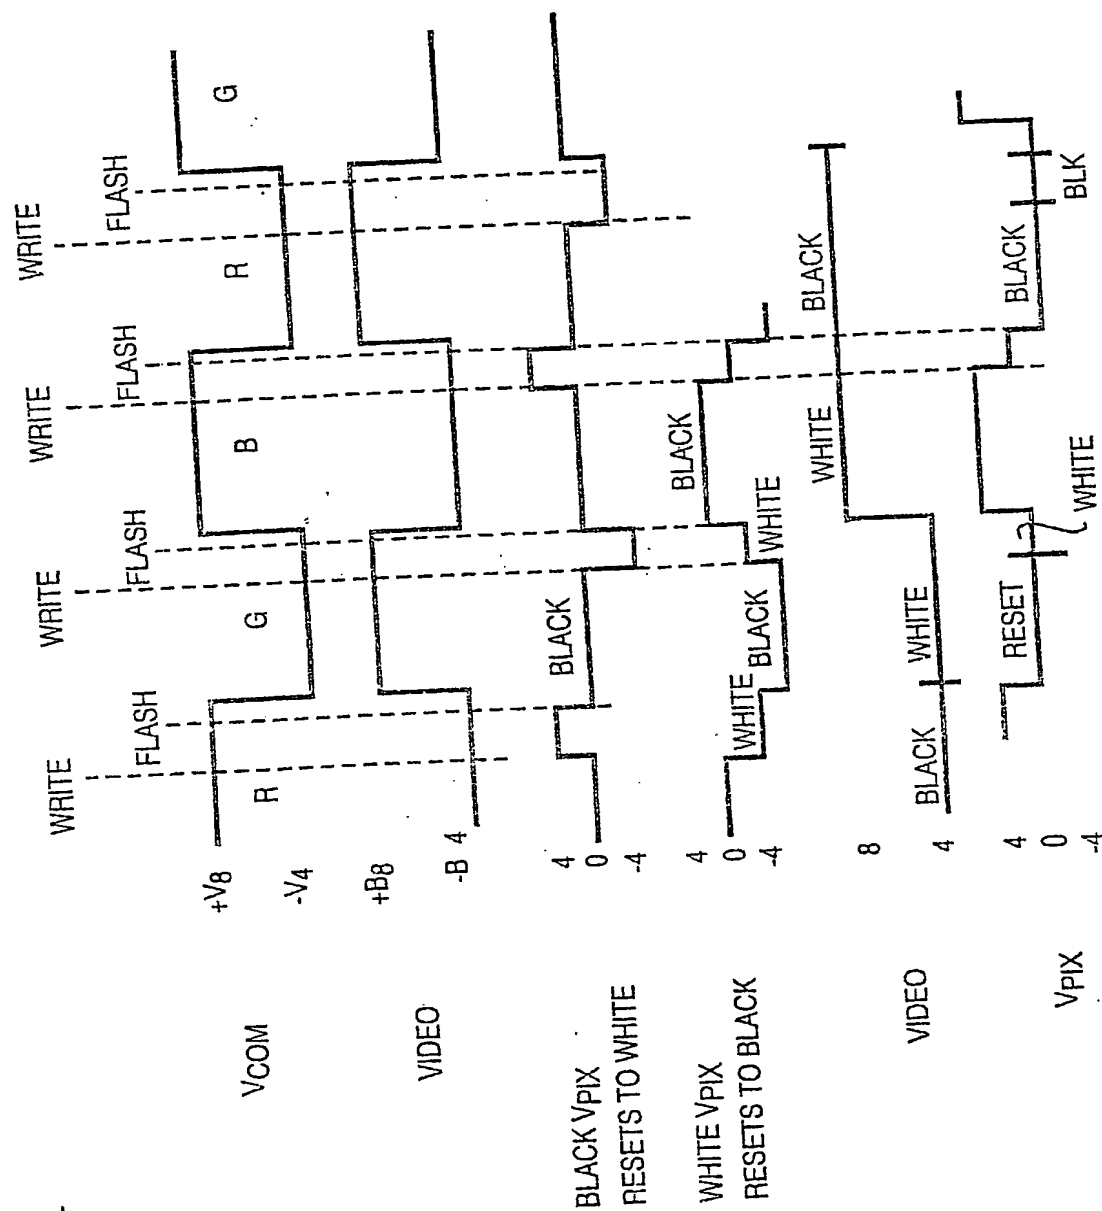 WRITE
WRITE
WRITE
WRITE
FLASH
FLASH
FLASH
FLASH
VCOM
+V8
-V4
R
G
B
R
G
VIDEO
+B8
-B 4
BLACK VPIX
RESETS TO WHITE
4
0
-4
BLACK
WHITE VPIX
RESETS TO BLACK
4
0
-4
WHITE
BLACK
WHITE
BLACK
VIDEO
8
4
BLACK
WHITE
WHITE
BLACK
VPIX
4
0
-4
RESET
WHITE
BLACK
BLK